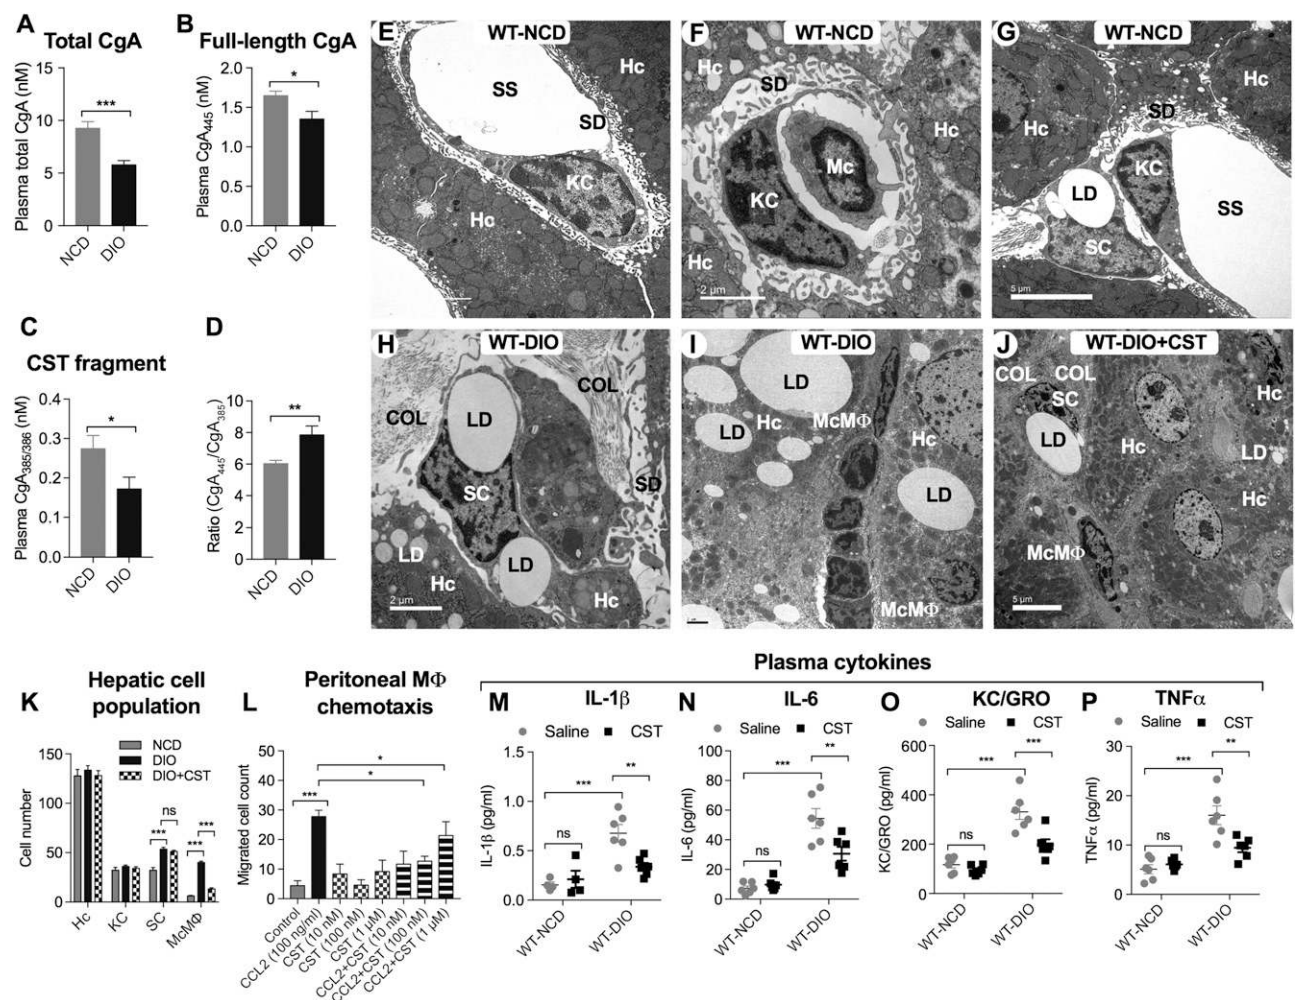 A
Total CgA
Plasma total CgA (nM)
15
10
5
0
***
NCD
DIO
B
Full-length CgA
Plasma CgA445 (nM)
2.0
1.5
1.0
0.5
0.0
*
NCD
DIO
C
CST fragment
Plasma CgA385/386 (nM)
0.4
0.3
0.2
0.1
0.0
*
NCD
DIO
D
Ratio (CgA445/CgA385)
10
8
6
4
2
0
**
NCD
DIO
E
WT-NCD
Hc
SS
SD
KC
Hc
F
WT-NCD
Hc
SD
Mc
Hc
KC
Hc
2 µm
G
WT-NCD
Hc
SD
Hc
KC
LD
SS
SC
5 µm
H
WT-DIO
COL
COL
LD
SC
SD
LD
LD
Hc
Hc
2 µm
I
WT-DIO
LD
Hc
McMΦ
LD
Hc
LD
McMΦ
J
WT-DIO+CST
COL
COL
SC
Hc
LD
Hc
LD
Hc
McMΦ
5 µm
K
Hepatic cell
population
Cell number
150
100
50
0
NCD
DIO
DIO+CST
***
ns
***
***
Hc
KC
SC
McMΦ
L
Peritoneal MΦ
chemotaxis
Migrated cell count
50
40
30
20
10
0
*
*
***
Control
CCL2 (100 ng/ml)
CST (10 nM)
CST (100 nM)
CST (1 µM)
CCL2+CST (10 nM)
CCL2+CST (100 nM)
CCL2+CST (1 µM)
Plasma cytokines
M
IL-1β
Saline
CST
IL-1β (pg/ml)
1.5
1.0
0.5
0.0
***
**
ns
WT-NCD
WT-DIO
N
IL-6
Saline
CST
IL-6 (pg/ml)
100
80
60
40
20
0
***
**
ns
WT-NCD
WT-DIO
O
KC/GRO
Saline
CST
KC/GRO (pg/ml)
600
400
200
0
***
***
ns
WT-NCD
WT-DIO
P
TNFα
Saline
CST
TNFα (pg/ml)
30
20
10
0
***
**
ns
WT-NCD
WT-DIO